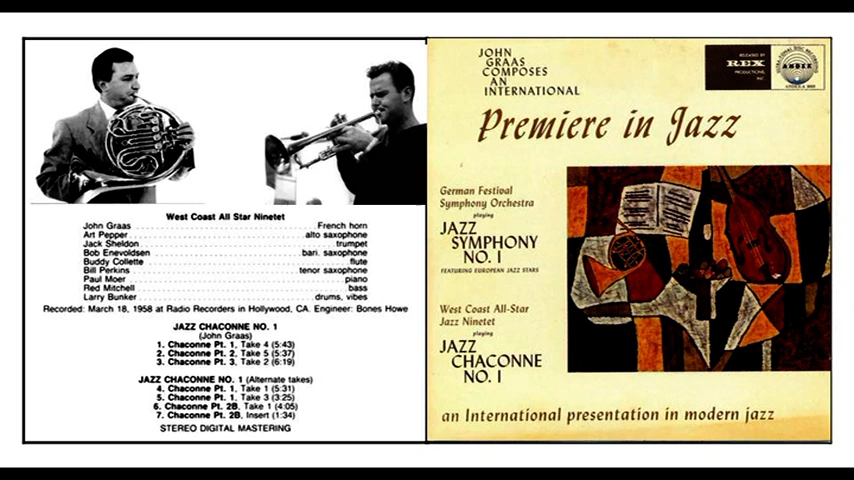 West Coast All Star Ninetet
John Graas French horn
Art Pepper alto saxophone
Jack Sheldon trumpet
Bob Enevoldsen bari. saxophone
Buddy Collette flute
Bill Perkins tenor saxophone
Paul Moer piano
Red Mitchell bass
Larry Bunker drums, vibes
Recorded: March 18, 1958 at Radio Recorders in Hollywood, CA. Engineer: Bones Howe
JAZZ CHACONNE NO. 1
(John Graas)
1. Chaconne Pt. 1, Take 4 (5:43)
2. Chaconne Pt. 2, Take 5 (5:37)
3. Chaconne Pt. 3, Take 2 (6:19)
JAZZ CHACONNE NO. 1 (Alternate takes)
4. Chaconne Pt. 1, Take 1 (5:31)
5. Chaconne Pt. 1, Take 3 (3:25)
6. Chaconne Pt. 2B, Take 1 (4:05)
7. Chaconne Pt. 2B, Insert (1:34)
STEREO DIGITAL MASTERING
JOHN
GRAAS
COMPOSES
AN
INTERNATIONAL
Premiere in Jazz
RELEASED BY
REX
PRODUCTIONS,
INC.
ANDEX
German Festival
Symphony Orchestra
playing
JAZZ
SYMPHONY
NO. 1
FEATURING EUROPEAN JAZZ STARS
West Coast All-Star
Jazz Ninetet
playing
JAZZ
CHACONNE
NO. 1
an International presentation in modern jazz